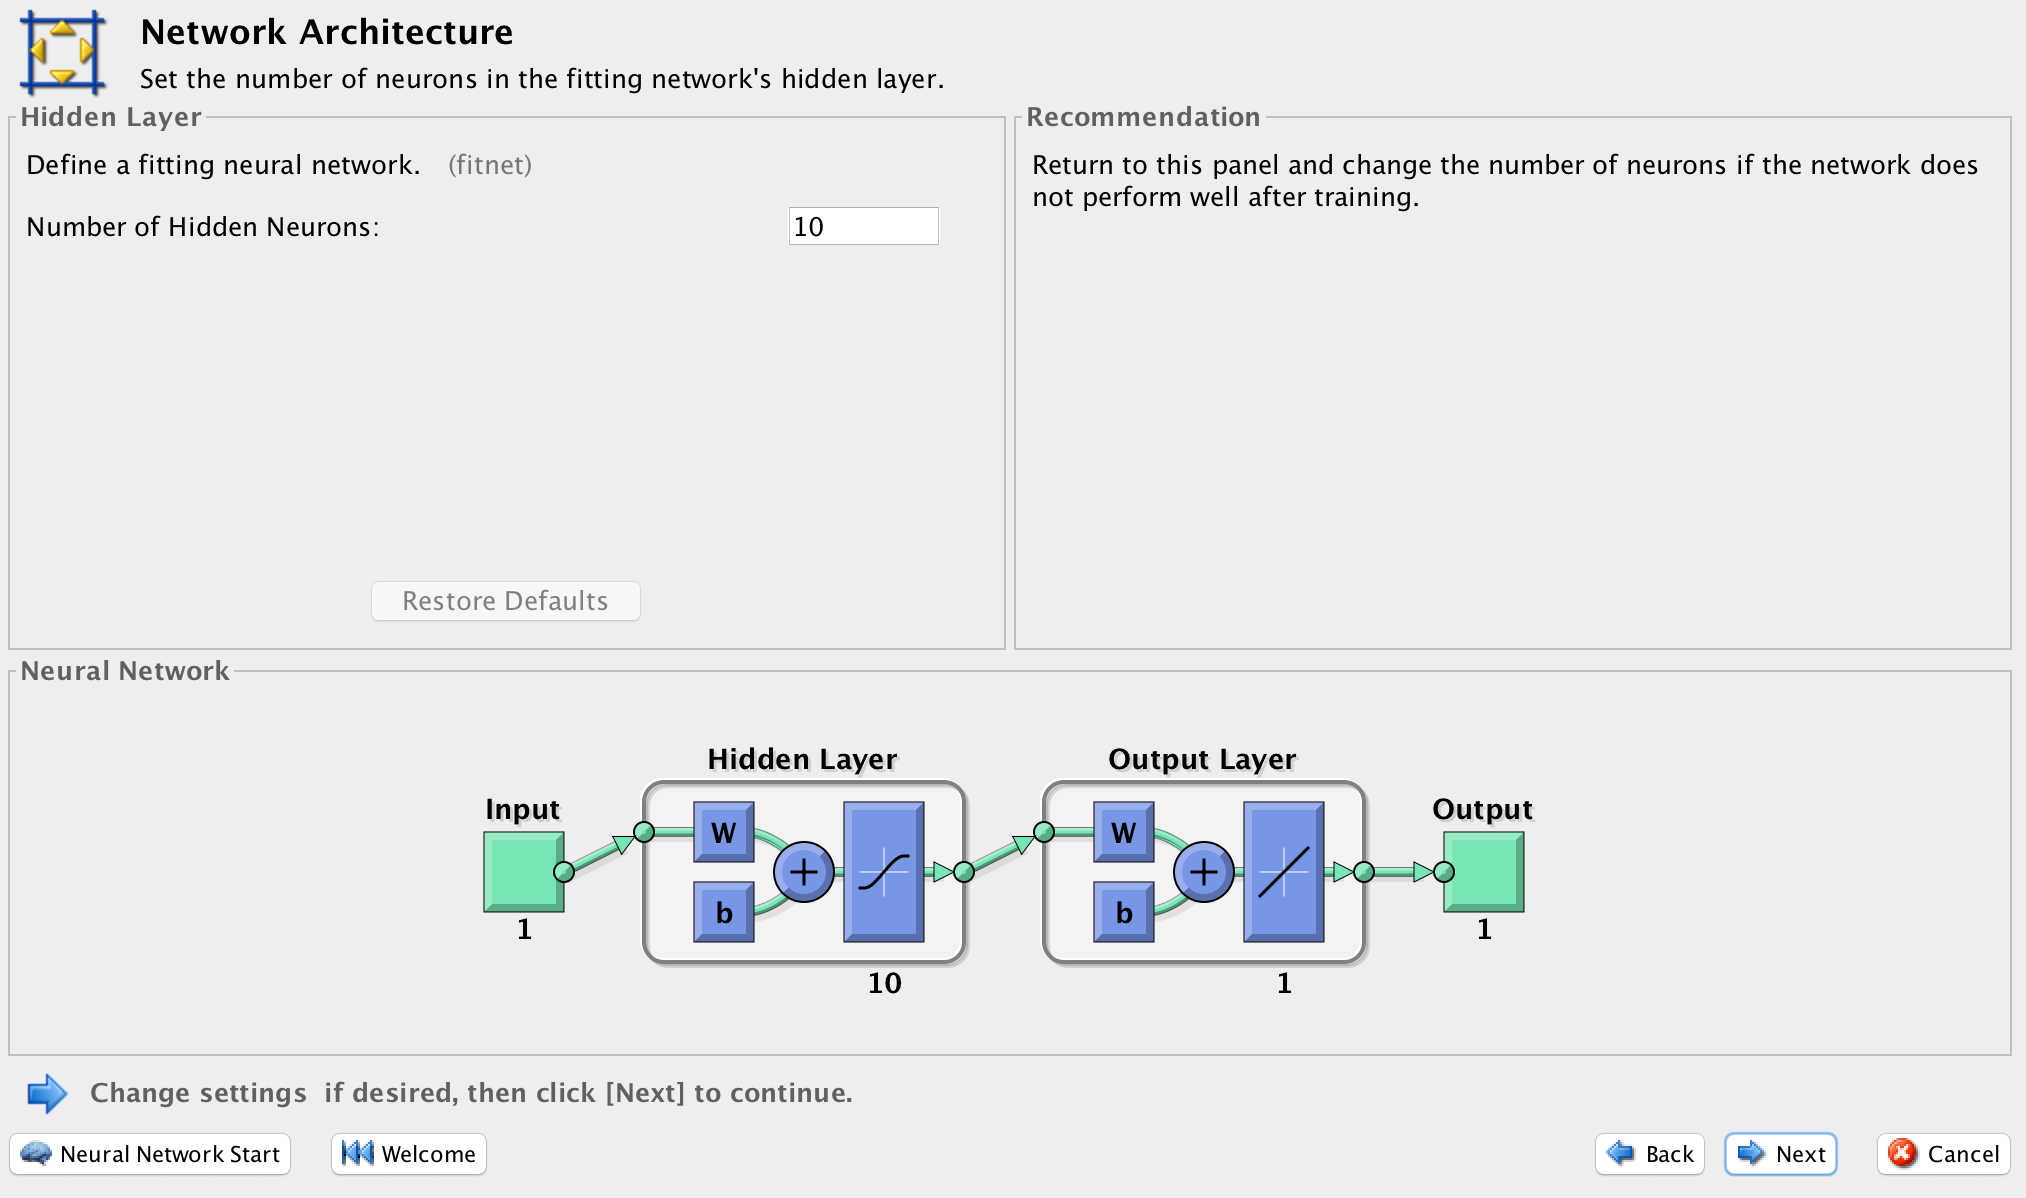 Network Architecture
Set the number of neurons in the fitting network's hidden layer.
Hidden Layer
Define a fitting neural network. (fitnet)
Number of Hidden Neurons: 10
Restore Defaults
Recommendation
Return to this panel and change the number of neurons if the network does
not perform well after training.
Neural Network
Hidden Layer
Output Layer
Input
Output
W
b
+
W
b
+
1
10
1
1
Change settings if desired, then click [Next] to continue.
Neural Network Start
Welcome
Back
Next
Cancel